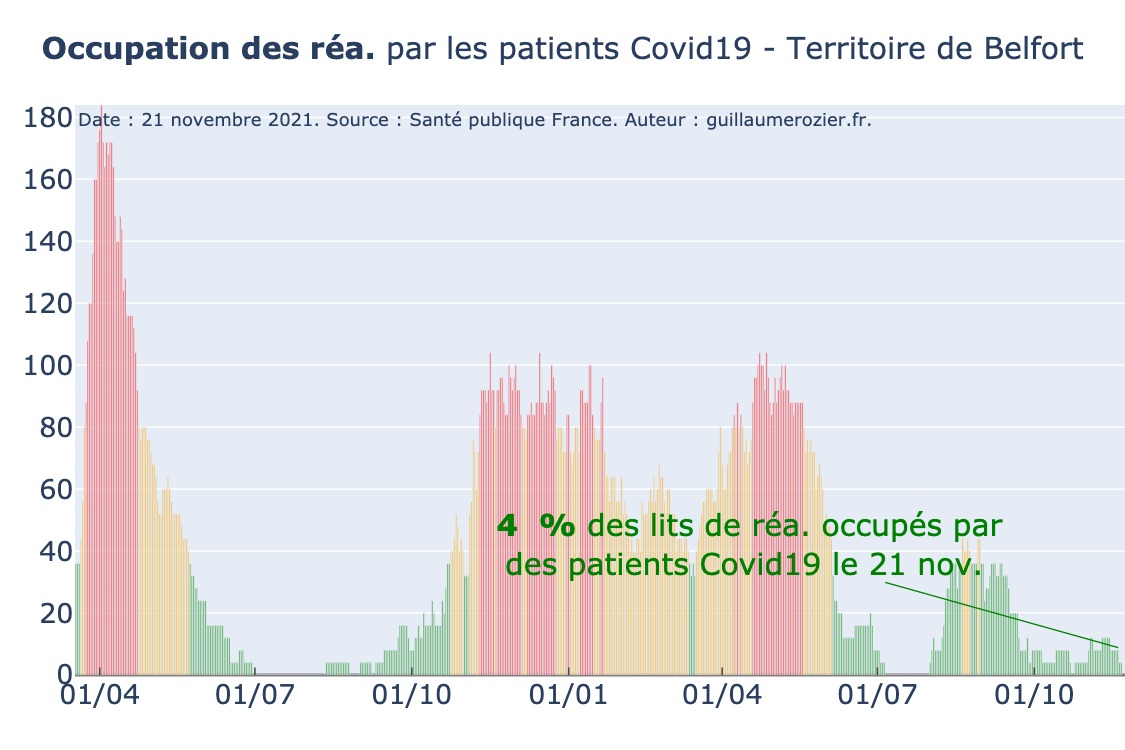 Occupation des réa. par les patients Covid19 - Territoire de Belfort
Date : 21 novembre 2021. Source : Santé publique France. Auteur : guillaumerozier.fr.
180
160
140
120
100
80
60
40
20
0
4 % des lits de réa. occupés par
des patients Covid19 le 21 nov.
01/04 01/07 01/10 01/01 01/04 01/07 01/10